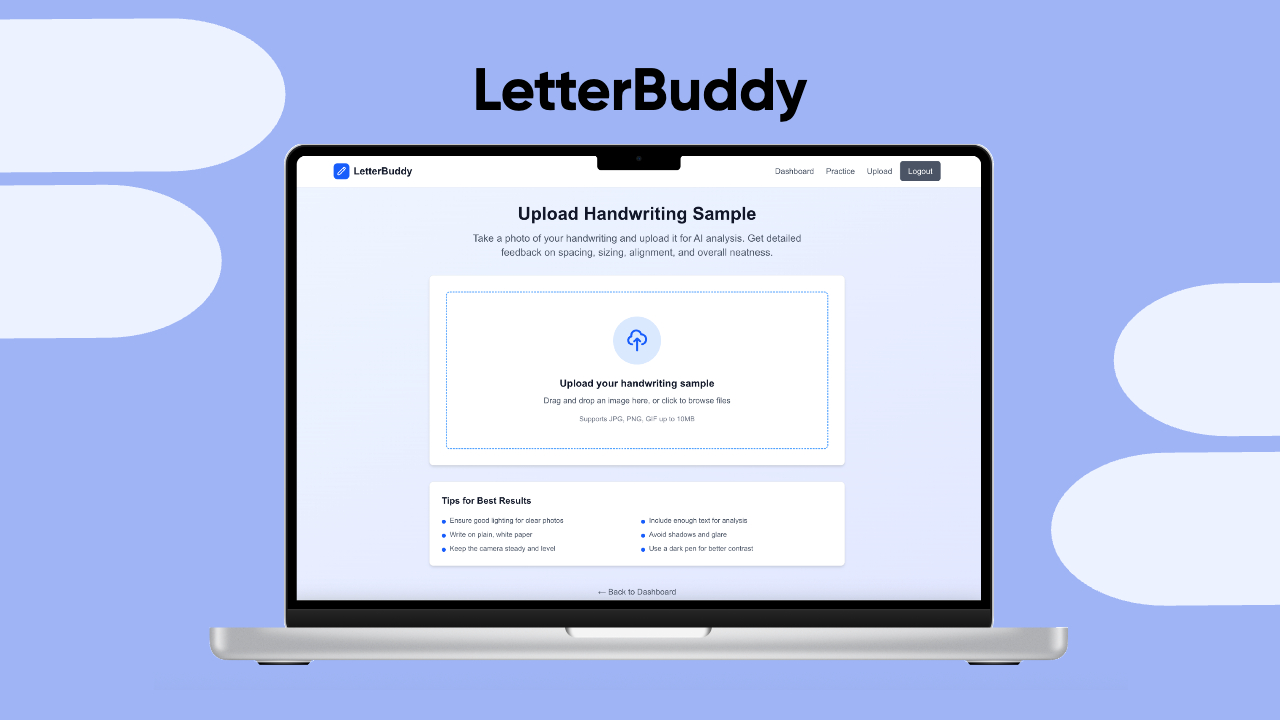 LetterBuddy
LetterBuddy
Dashboard Practice Upload Logout
Upload Handwriting Sample
Take a photo of your handwriting and upload it for AI analysis. Get detailed
feedback on spacing, sizing, alignment, and overall neatness.
Upload your handwriting sample
Drag and drop an image here, or click to browse files
Supports JPG, PNG, GIF up to 10MB
Tips for Best Results
Ensure good lighting for clear photos
Write on plain, white paper
Keep the camera steady and level
Include enough text for analysis
Avoid shadows and glare
Use a dark pen for better contrast
← Back to Dashboard